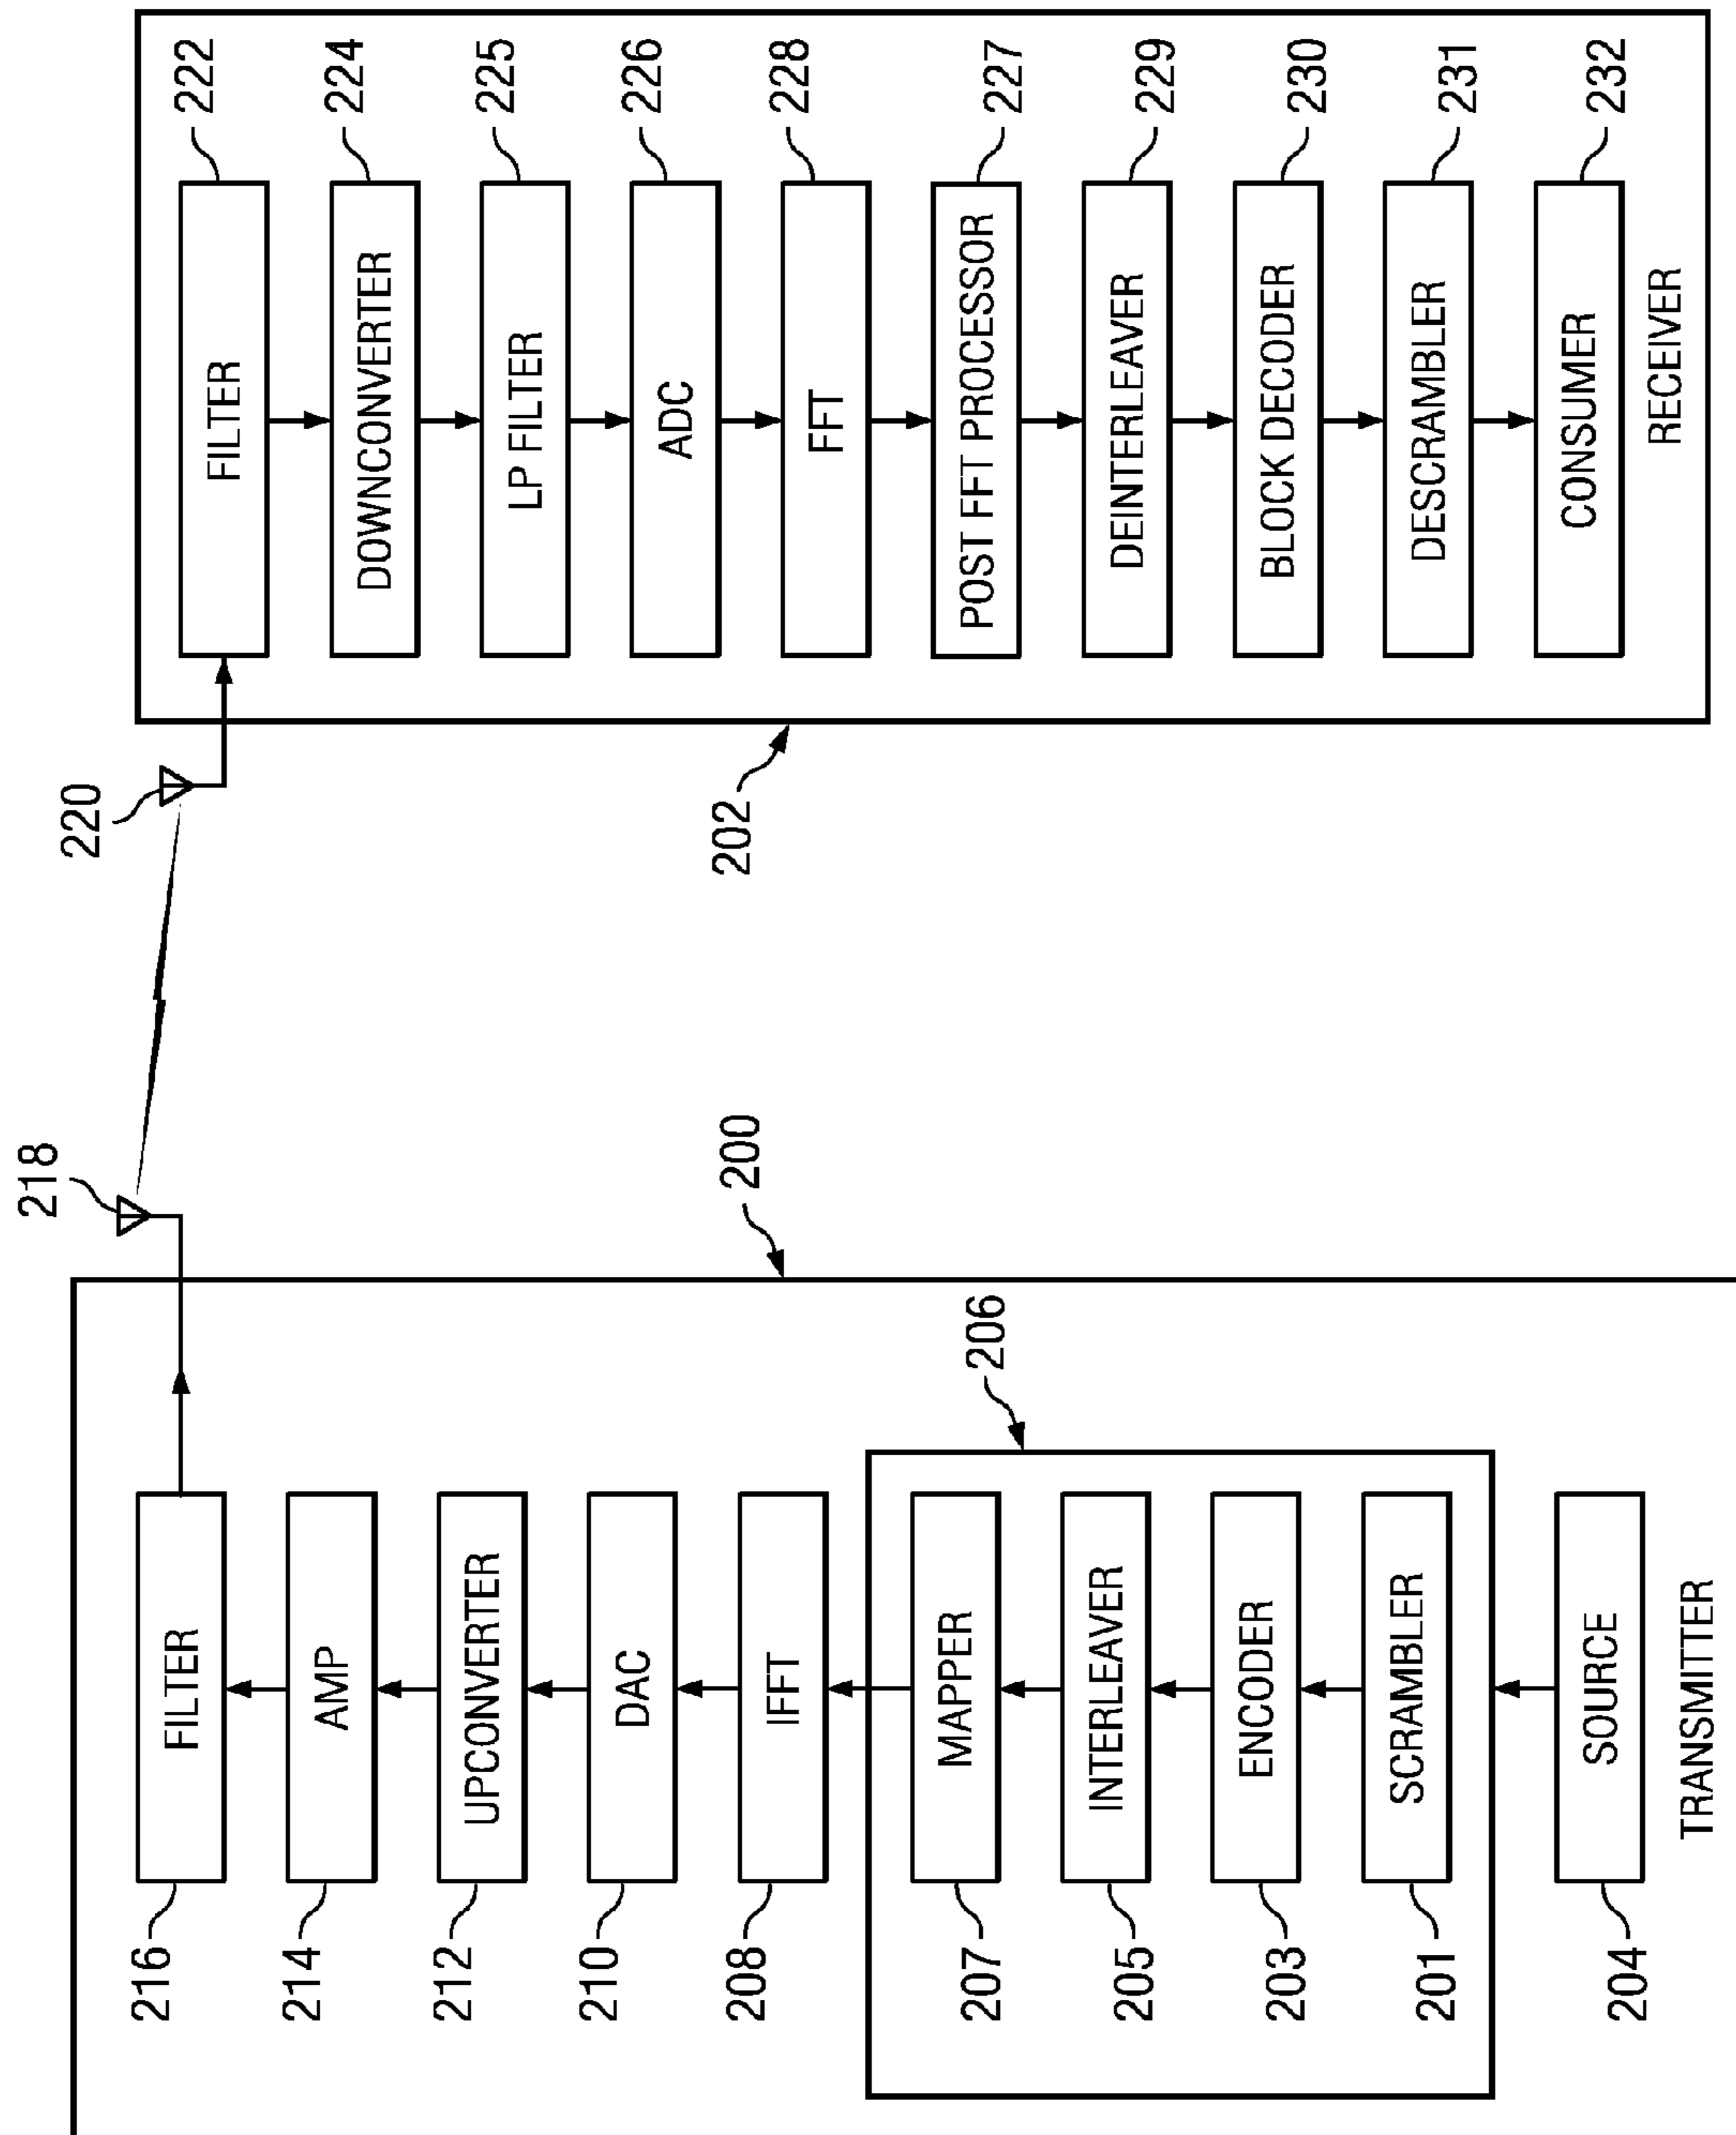 218
220
200
202
216
FILTER
214
AMP
212
UPCONVERTER
210
DAC
208
IFFT
206
207
MAPPER
205
INTERLEAVER
203
ENCODER
201
SCRAMBLER
204
SOURCE
TRANSMITTER
FILTER
222
DOWNCONVERTER
224
LP FILTER
225
ADC
226
FFT
228
POST FFT PROCESSOR
227
DEINTERLEAVER
229
BLOCK DECODER
230
DESCRAMBLER
231
CONSUMER
232
RECEIVER